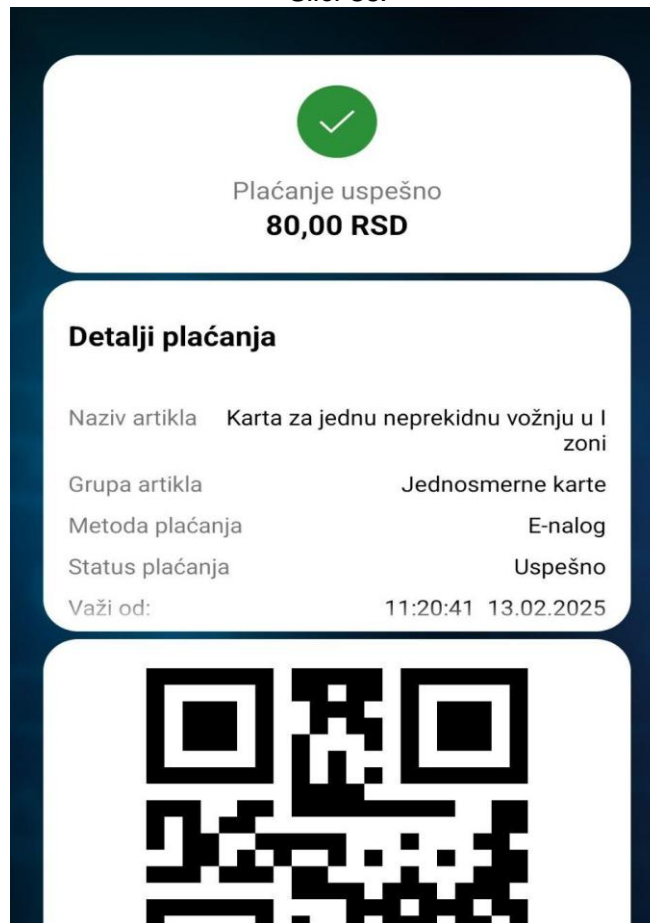 Plaćanje uspešno
80,00 RSD
Detalji plaćanja
Naziv artikla Karta za jednu neprekidnu vožnju u I
zoni
Grupa artikla Jednosmerne karte
Metoda plaćanja E-nalog
Status plaćanja Uspešno
Važi od: 11:20:41 13.02.2025